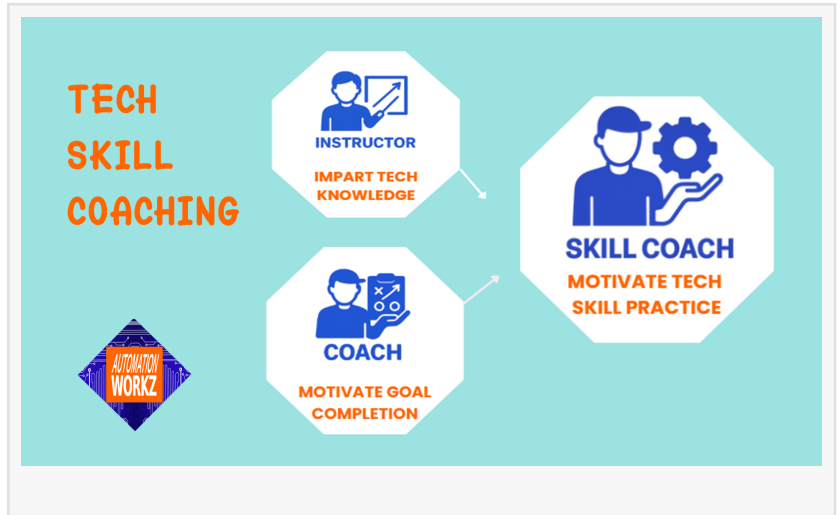 TECH
SKILL
COACHING
INSTRUCTOR
IMPART TECH
KNOWLEDGE
COACH
MOTIVATE GOAL
COMPLETION
SKILL COACH
MOTIVATE TECH
SKILL PRACTICE
AUTOMATION
WORKZ